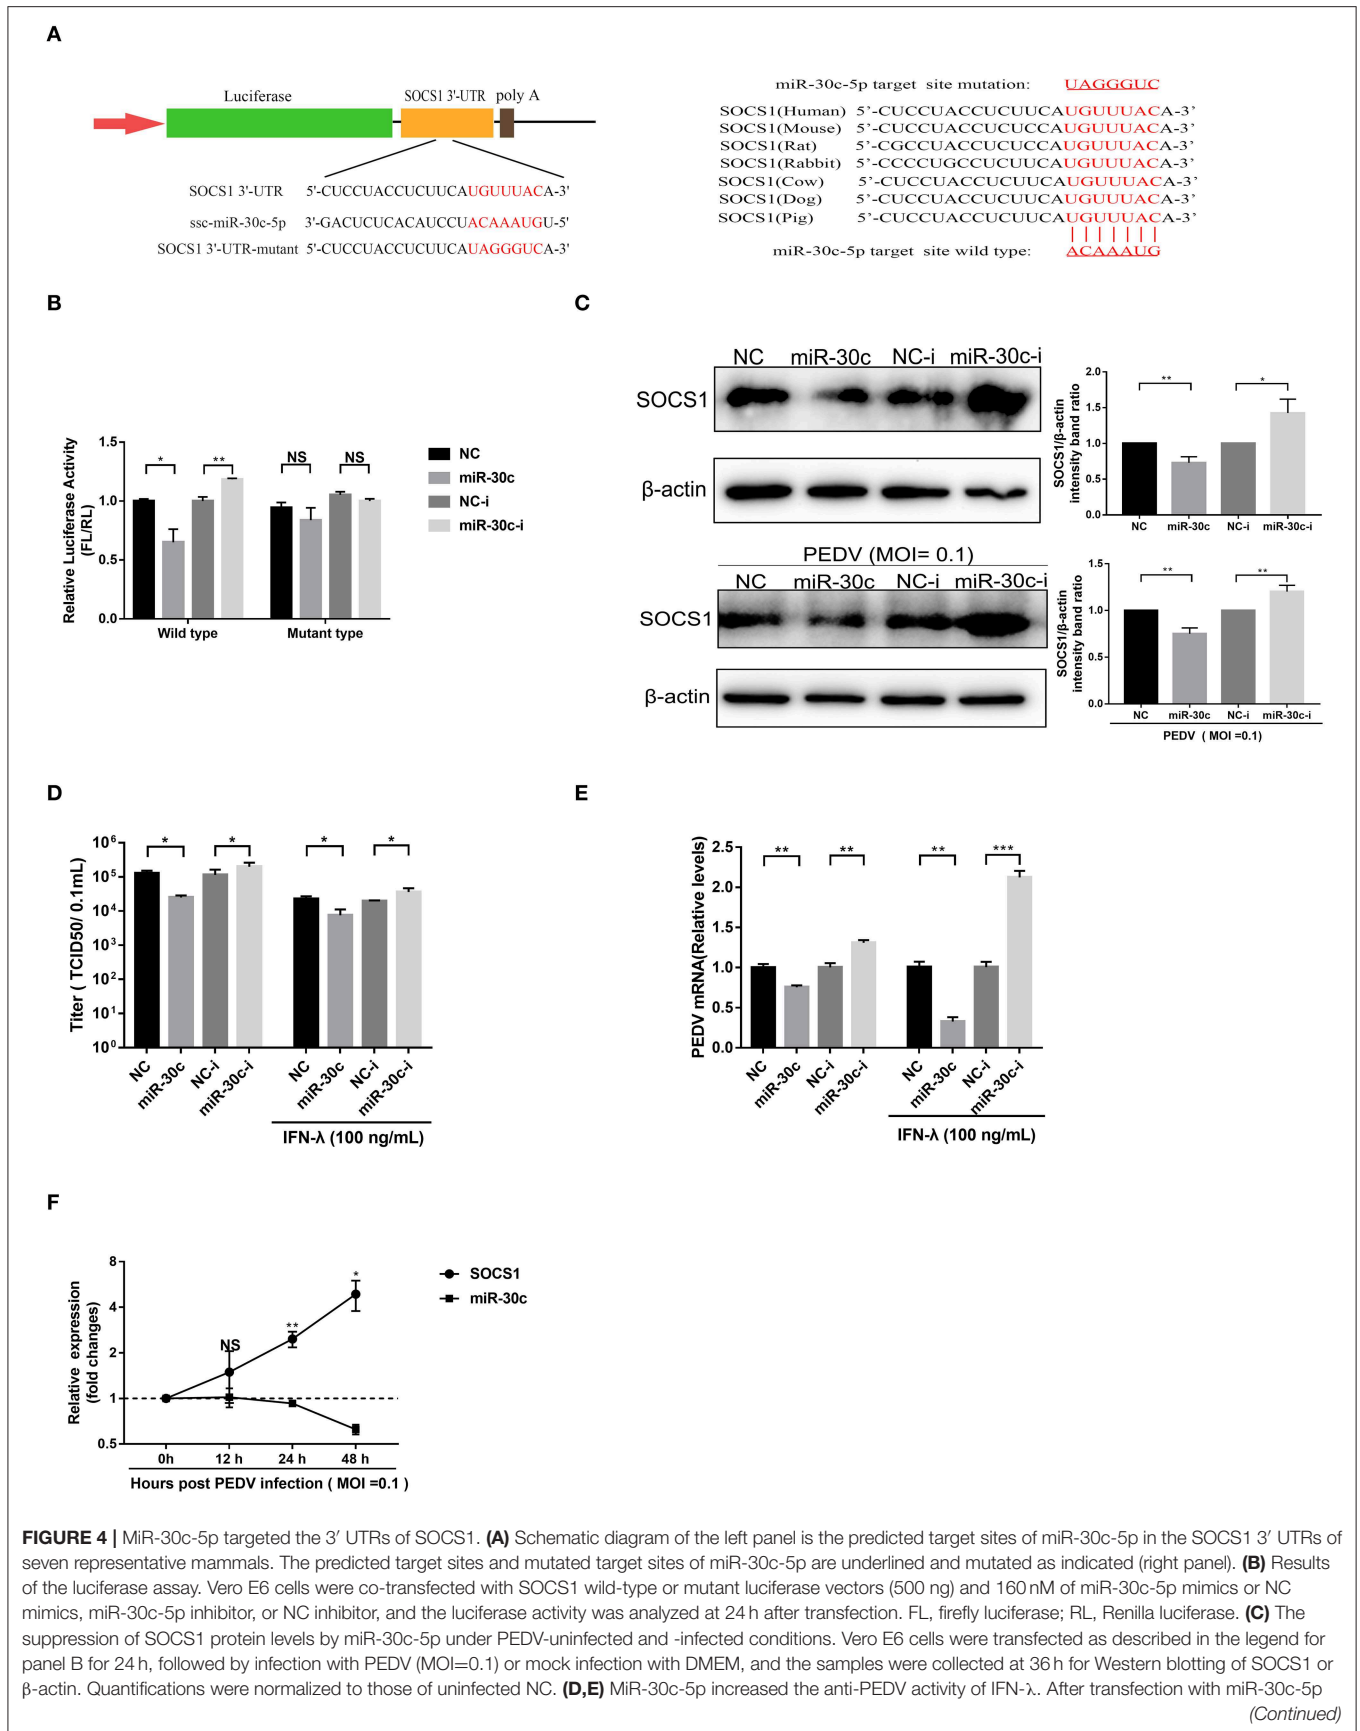 A
Luciferase SOCS1 3'-UTR poly A
SOCS1 3'-UTR 5'-CUCCUACCUCUUCAUGUUUACA-3'
ssc-miR-30c-5p 3'-GACUCUCACAUCCUACAAAUGU-5'
SOCS1 3'-UTR-mutant 5'-CUCCUACCUCUUCAUAGGGUCA-3'
miR-30c-5p target site mutation: UAGGGUC
SOCS1(Human) 5'-CUCCUACCUCUUCAUGUUUACA-3'
SOCS1(Mouse) 5'-CUCCUACCUCUCCAUGUUUACA-3'
SOCS1(Rat) 5'-CGCCUACCUCUCCAUGUUUACA-3'
SOCS1(Rabbit) 5'-CCCCUGCCUCUUCAUGUUUACA-3'
SOCS1(Cow) 5'-CUCCUACCUCUUCAUGUUUACA-3'
SOCS1(Dog) 5'-CUCCUACCUCUUCAUGUUUACA-3'
SOCS1(Pig) 5'-CUCCUACCUCUUCAUGUUUACA-3'
miR-30c-5p target site wild type: ACAAAUG
B
Relative Luciferase Activity
(FL/RL)
1.5
1.0
0.5
0.0
* ** NS NS
Wild type Mutant type
NC
miR-30c
NC-i
miR-30c-i
C
NC miR-30c NC-i miR-30c-i
SOCS1
β-actin
SOCS1/β-actin
intensity band ratio
2.0
1.5
1.0
0.5
0.0
** *
NC miR-30c NC-i miR-30c-i
PEDV (MOI= 0.1)
NC miR-30c NC-i miR-30c-i
SOCS1
β-actin
SOCS1/β-actin
intensity band ratio
1.5
1.0
0.5
0.0
** **
NC miR-30c NC-i miR-30c-i
PEDV ( MOI =0.1)
D
Titer ( TCID50/ 0.1mL)
10⁶
10⁵
10⁴
10³
10²
10¹
10⁰
* * * *
NC miR-30c NC-i miR-30c-i NC miR-30c NC-i miR-30c-i
IFN-λ (100 ng/mL)
E
PEDV mRNA(Relative levels)
2.5
2.0
1.5
1.0
0.5
0.0
** ** ** ***
NC miR-30c NC-i miR-30c-i NC miR-30c NC-i miR-30c-i
IFN-λ (100 ng/mL)
F
Relative expression
(fold changes)
8
4
2
1
0.5
NS ** *
0h 12 h 24 h 48 h
Hours post PEDV infection ( MOI =0.1 )
SOCS1
miR-30c
FIGURE 4 | MiR-30c-5p targeted the 3′ UTRs of SOCS1. (A) Schematic diagram of the left panel is the predicted target sites of miR-30c-5p in the SOCS1 3′ UTRs of
seven representative mammals. The predicted target sites and mutated target sites of miR-30c-5p are underlined and mutated as indicated (right panel). (B) Results
of the luciferase assay. Vero E6 cells were co-transfected with SOCS1 wild-type or mutant luciferase vectors (500 ng) and 160 nM of miR-30c-5p mimics or NC
mimics, miR-30c-5p inhibitor, or NC inhibitor, and the luciferase activity was analyzed at 24 h after transfection. FL, firefly luciferase; RL, Renilla luciferase. (C) The
suppression of SOCS1 protein levels by miR-30c-5p under PEDV-uninfected and -infected conditions. Vero E6 cells were transfected as described in the legend for
panel B for 24 h, followed by infection with PEDV (MOI=0.1) or mock infection with DMEM, and the samples were collected at 36 h for Western blotting of SOCS1 or
β-actin. Quantifications were normalized to those of uninfected NC. (D,E) MiR-30c-5p increased the anti-PEDV activity of IFN-λ. After transfection with miR-30c-5p
(Continued)